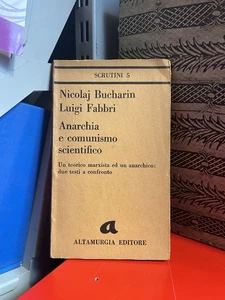 SCRUTINI 5
Nicolaj Bucharin
Luigi Fabbri
Anarchia
e comunismo
scientifico
Un teorico marxista ed un anarchico:
due testi a confronto
a
ALTAMURGIA EDITORE